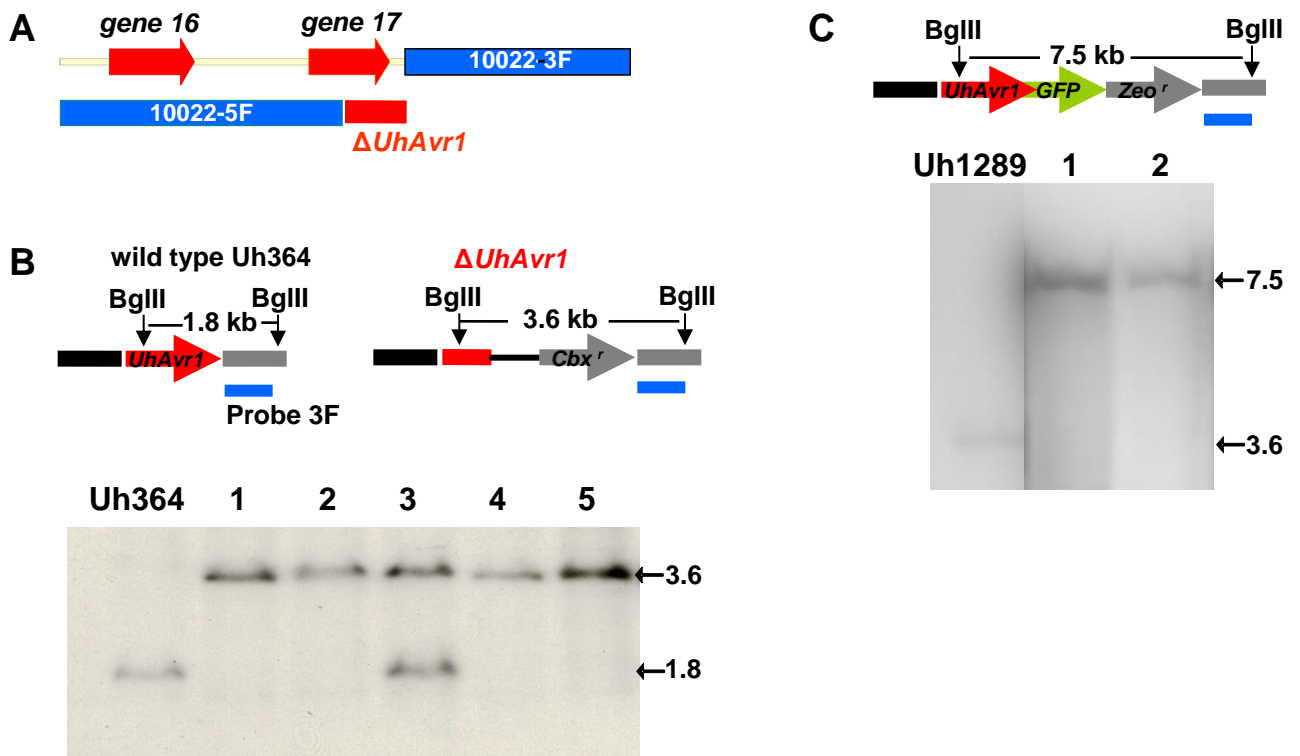 A
gene 16 gene 17
10022-3F
10022-5F
ΔUhAvr1
B
wild type Uh364
BglII BglII
1.8 kb
UhAvr1
Probe 3F
ΔUhAvr1
BglII BglII
3.6 kb
Cbx r
Uh364 1 2 3 4 5
3.6
1.8
C
BglII BglII
7.5 kb
UhAvr1 GFP Zeo r
Uh1289 1 2
7.5
3.6